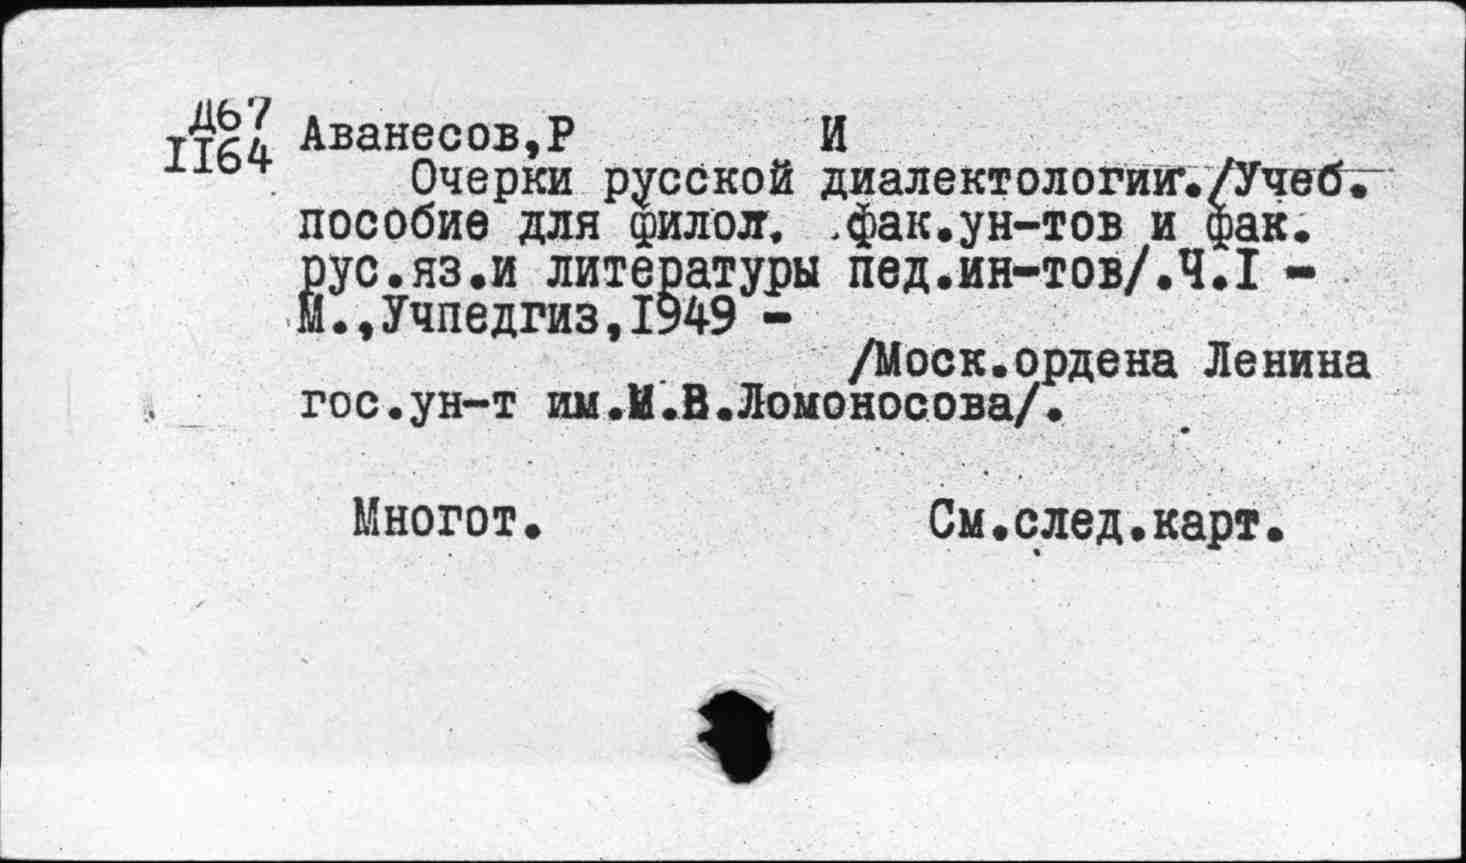 Д67
1164
Аванесов,Р И
Очерки русской диалектологии./Учеб.
пособие для филол. фак.ун-тов и фак.
рус.яз.и литературы пед.ин-тов/.Ч.I -
М.,Учпедгиз,1949 -
/Моск.ордена Ленина
гос.ун-т им.М.В.Ломоносова/.
Многот. См.след.карт.